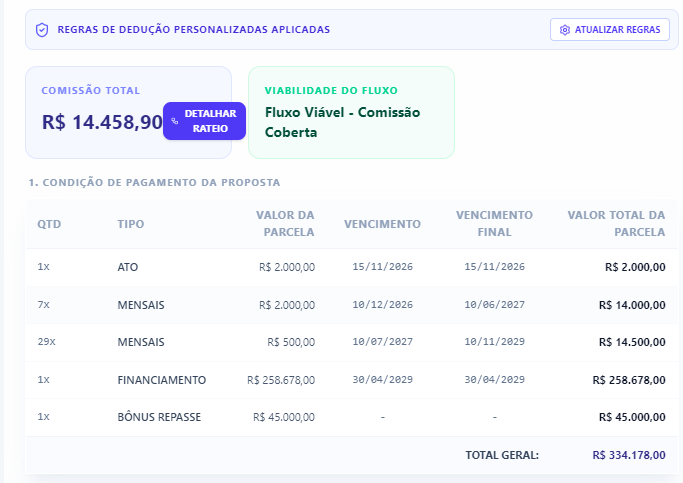 REGRAS DE DEDUÇÃO PERSONALIZADAS APLICADAS
ATUALIZAR REGRAS
COMISSÃO TOTAL
R$ 14.458,90
DETALHAR
RATEIO
VIABILIDADE DO FLUXO
Fluxo Viável - Comissão
Coberta
1. CONDIÇÃO DE PAGAMENTO DA PROPOSTA
QTD TIPO VALOR DA PARCELA VENCIMENTO VENCIMENTO FINAL VALOR TOTAL DA PARCELA
1x ATO R$ 2.000,00 15/11/2026 15/11/2026 R$ 2.000,00
7x MENSAIS R$ 2.000,00 10/12/2026 10/06/2027 R$ 14.000,00
29x MENSAIS R$ 500,00 10/07/2027 10/11/2029 R$ 14.500,00
1x FINANCIAMENTO R$ 258.678,00 30/04/2029 30/04/2029 R$ 258.678,00
1x BÔNUS REPASSE R$ 45.000,00 - - R$ 45.000,00
TOTAL GERAL: R$ 334.178,00